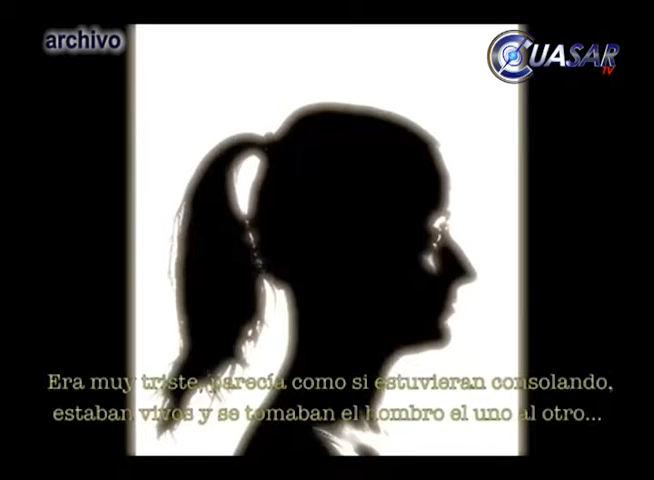 archivo
CUASAR
TV
Era muy triste, parecía como si estuvieran consolando,
estaban vivos y se tomaban el hombro el uno al otro...